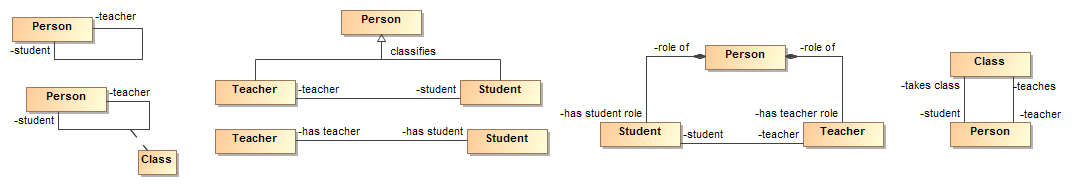 Person
-teacher
-student
Person
-teacher
-student
Class
Person
classifies
Teacher
-teacher
-student
Student
Teacher
-has teacher
-has student
Student
-role of
Person
-role of
-has student role
-has teacher role
Student
-student
-teacher
Teacher
Class
-takes class
-teaches
-student
-teacher
Person